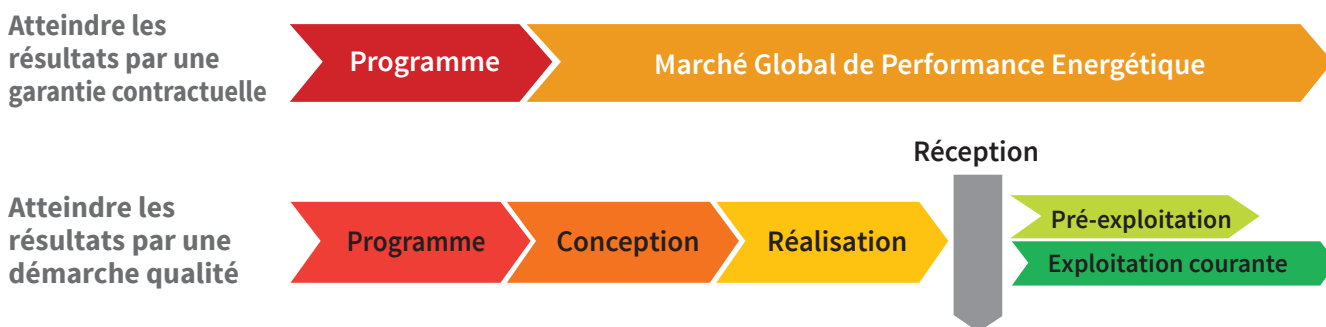 Atteindre les
résultats par une
garantie contractuelle
Programme
Marché Global de Performance Energétique
Réception
Atteindre les
résultats par une
démarche qualité
Programme
Conception
Réalisation
Pré-exploitation
Exploitation courante